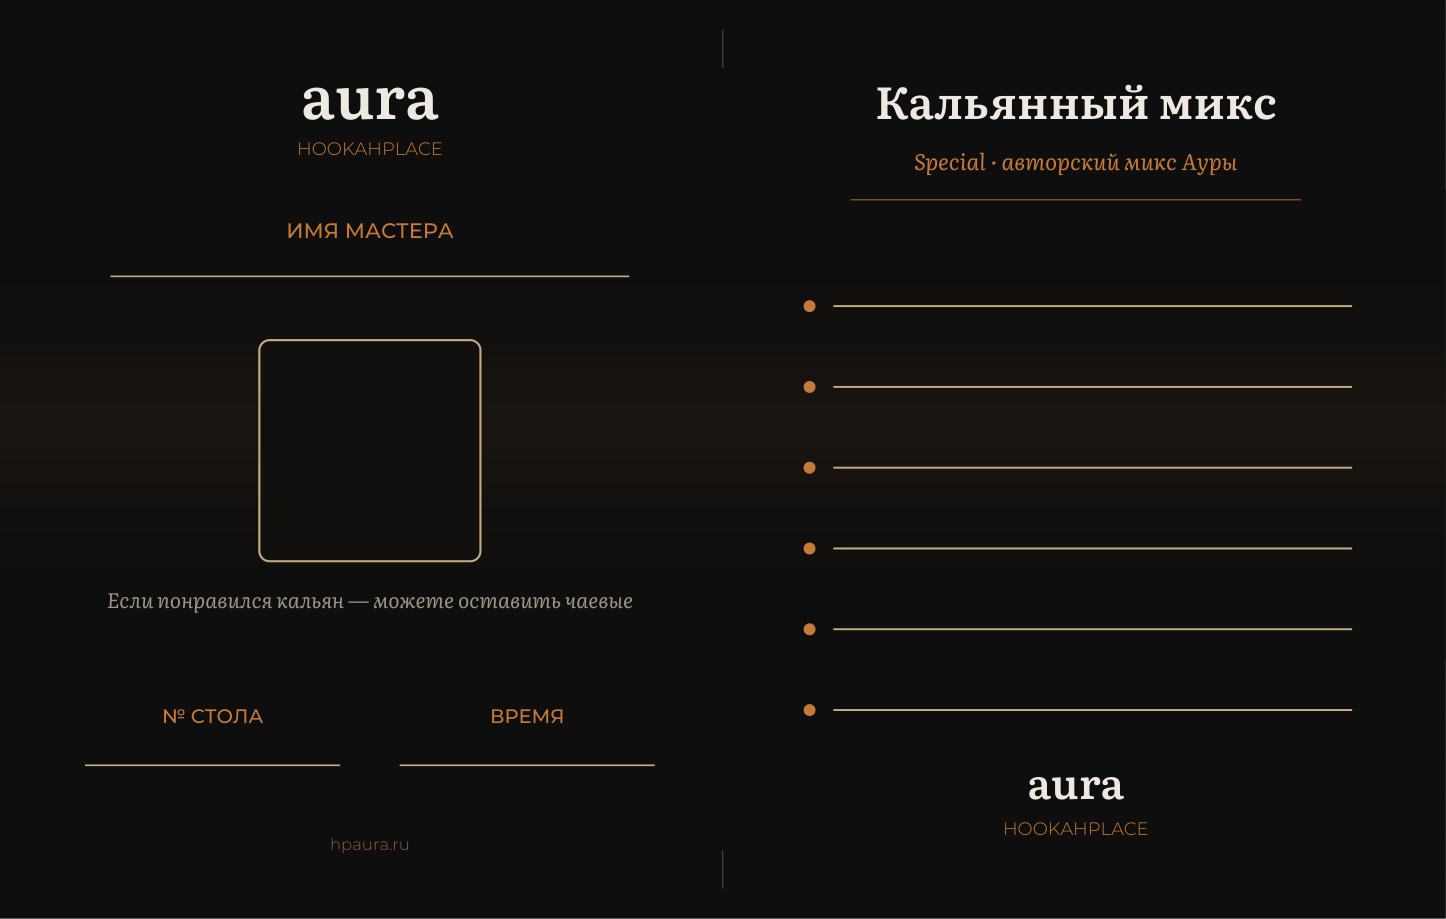 aura
HOOKAHPLACE
ИМЯ МАСТЕРА
Если понравился кальян — можете оставить чаевые
№ СТОЛА
ВРЕМЯ
hpaura.ru
Кальянный микс
Special · авторский микс Ауры
aura
HOOKAHPLACE